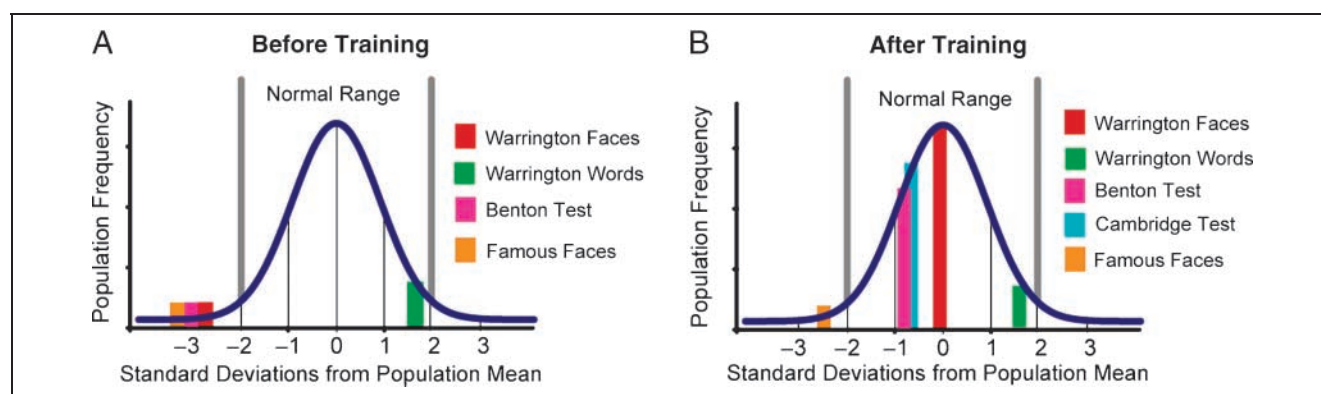 A
Before Training
Normal Range
Population Frequency
Warrington Faces
Warrington Words
Benton Test
Famous Faces
–3 –2 –1 0 1 2 3
Standard Deviations from Population Mean
B
After Training
Normal Range
Population Frequency
Warrington Faces
Warrington Words
Benton Test
Cambridge Test
Famous Faces
–3 –2 –1 0 1 2 3
Standard Deviations from Population Mean